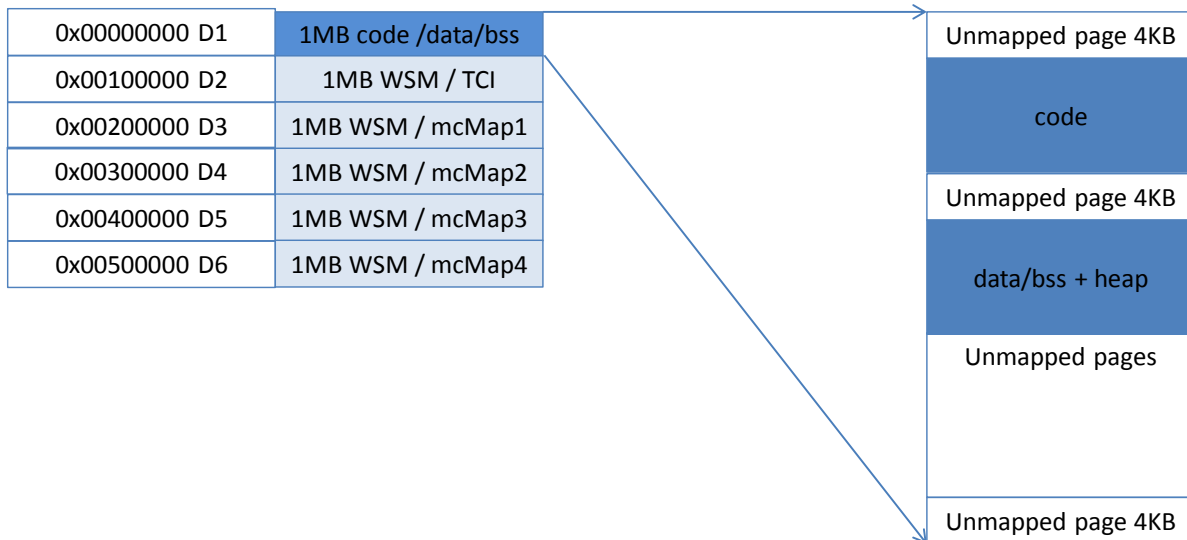 0x00000000 D1
1MB code /data/bss
0x00100000 D2
1MB WSM / TCI
0x00200000 D3
1MB WSM / mcMap1
0x00300000 D4
1MB WSM / mcMap2
0x00400000 D5
1MB WSM / mcMap3
0x00500000 D6
1MB WSM / mcMap4
Unmapped page 4KB
code
Unmapped page 4KB
data/bss + heap
Unmapped pages
Unmapped page 4KB